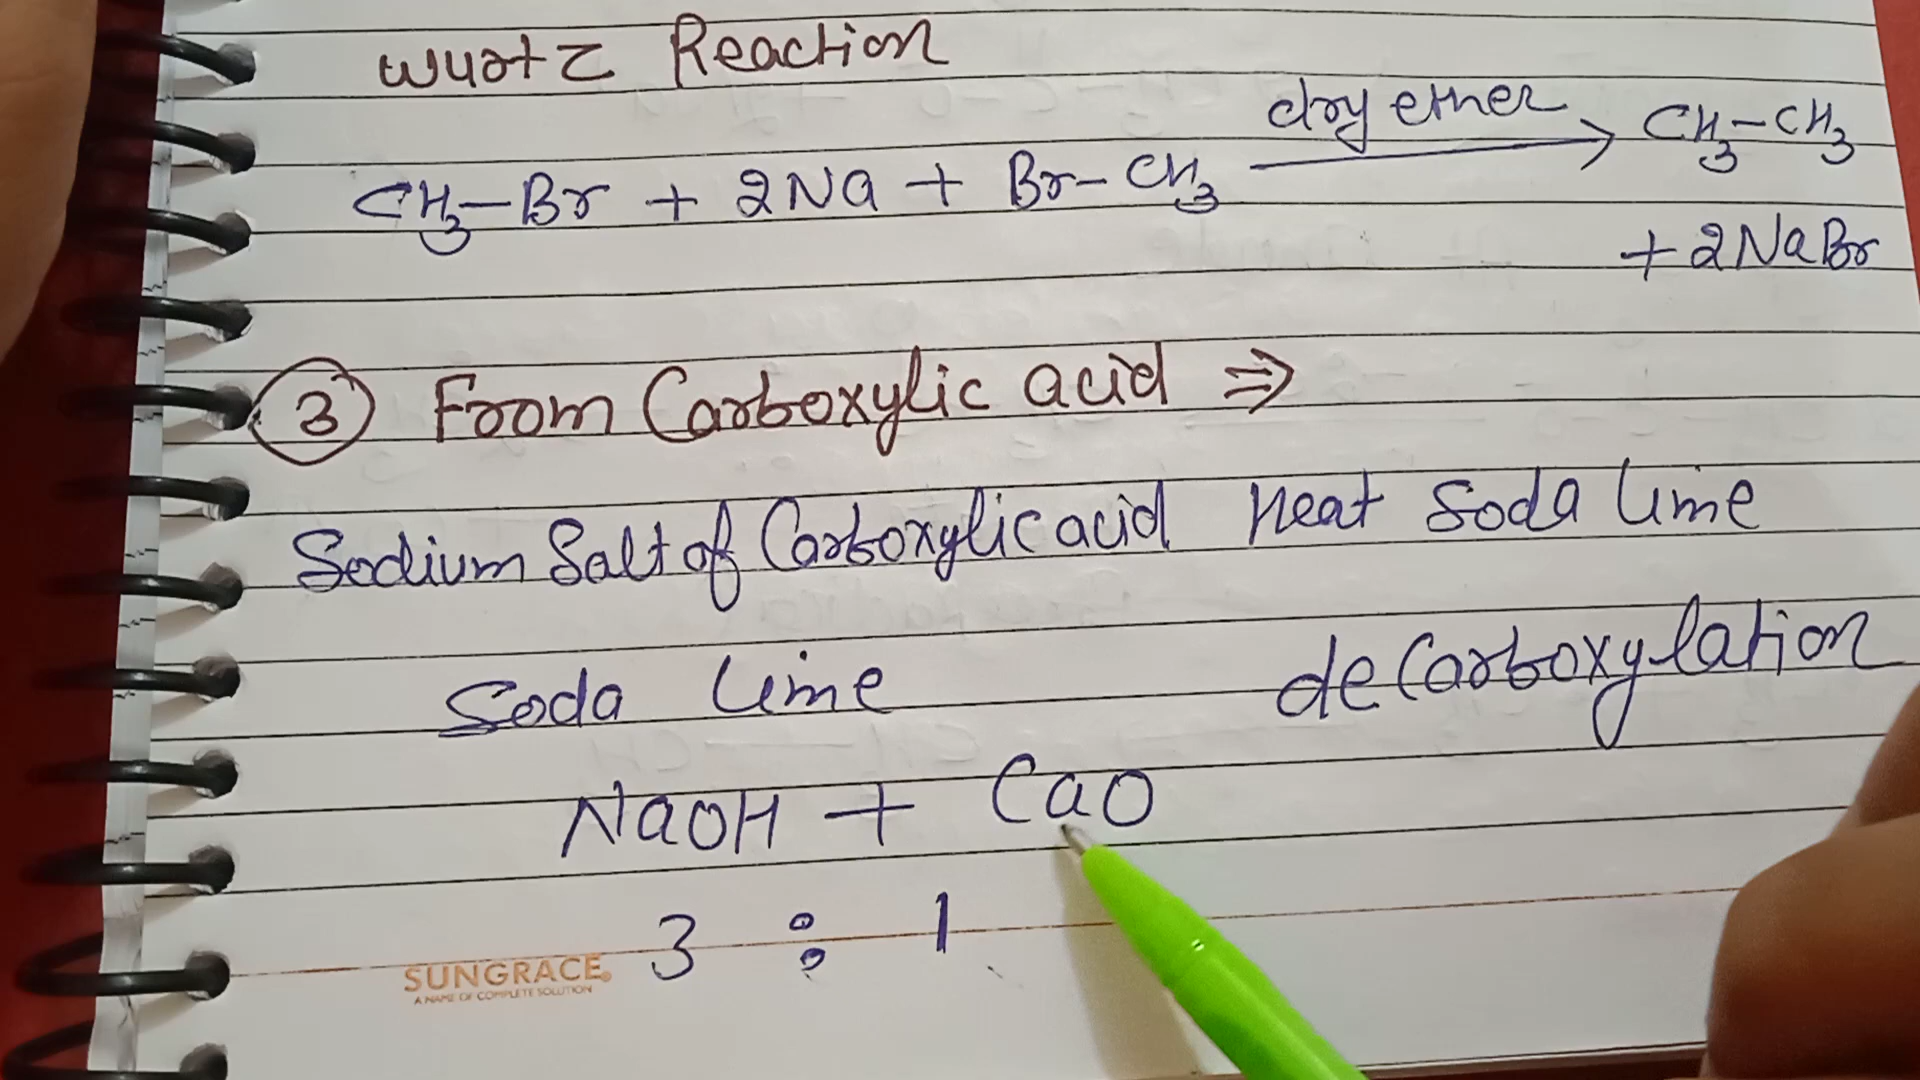 Wurtz Reaction
CH₃-Br + 2Na + Br-CH₃ dry ether → CH₃-CH₃
+ 2NaBr
③ From Carboxylic acid ⇒
Sodium Salt of Carboxylic acid heat Soda lime
Soda lime decarboxylation
NaOH + CaO
3 : 1
SUNGRACE®
A NAME OF COMPLETE SOLUTION